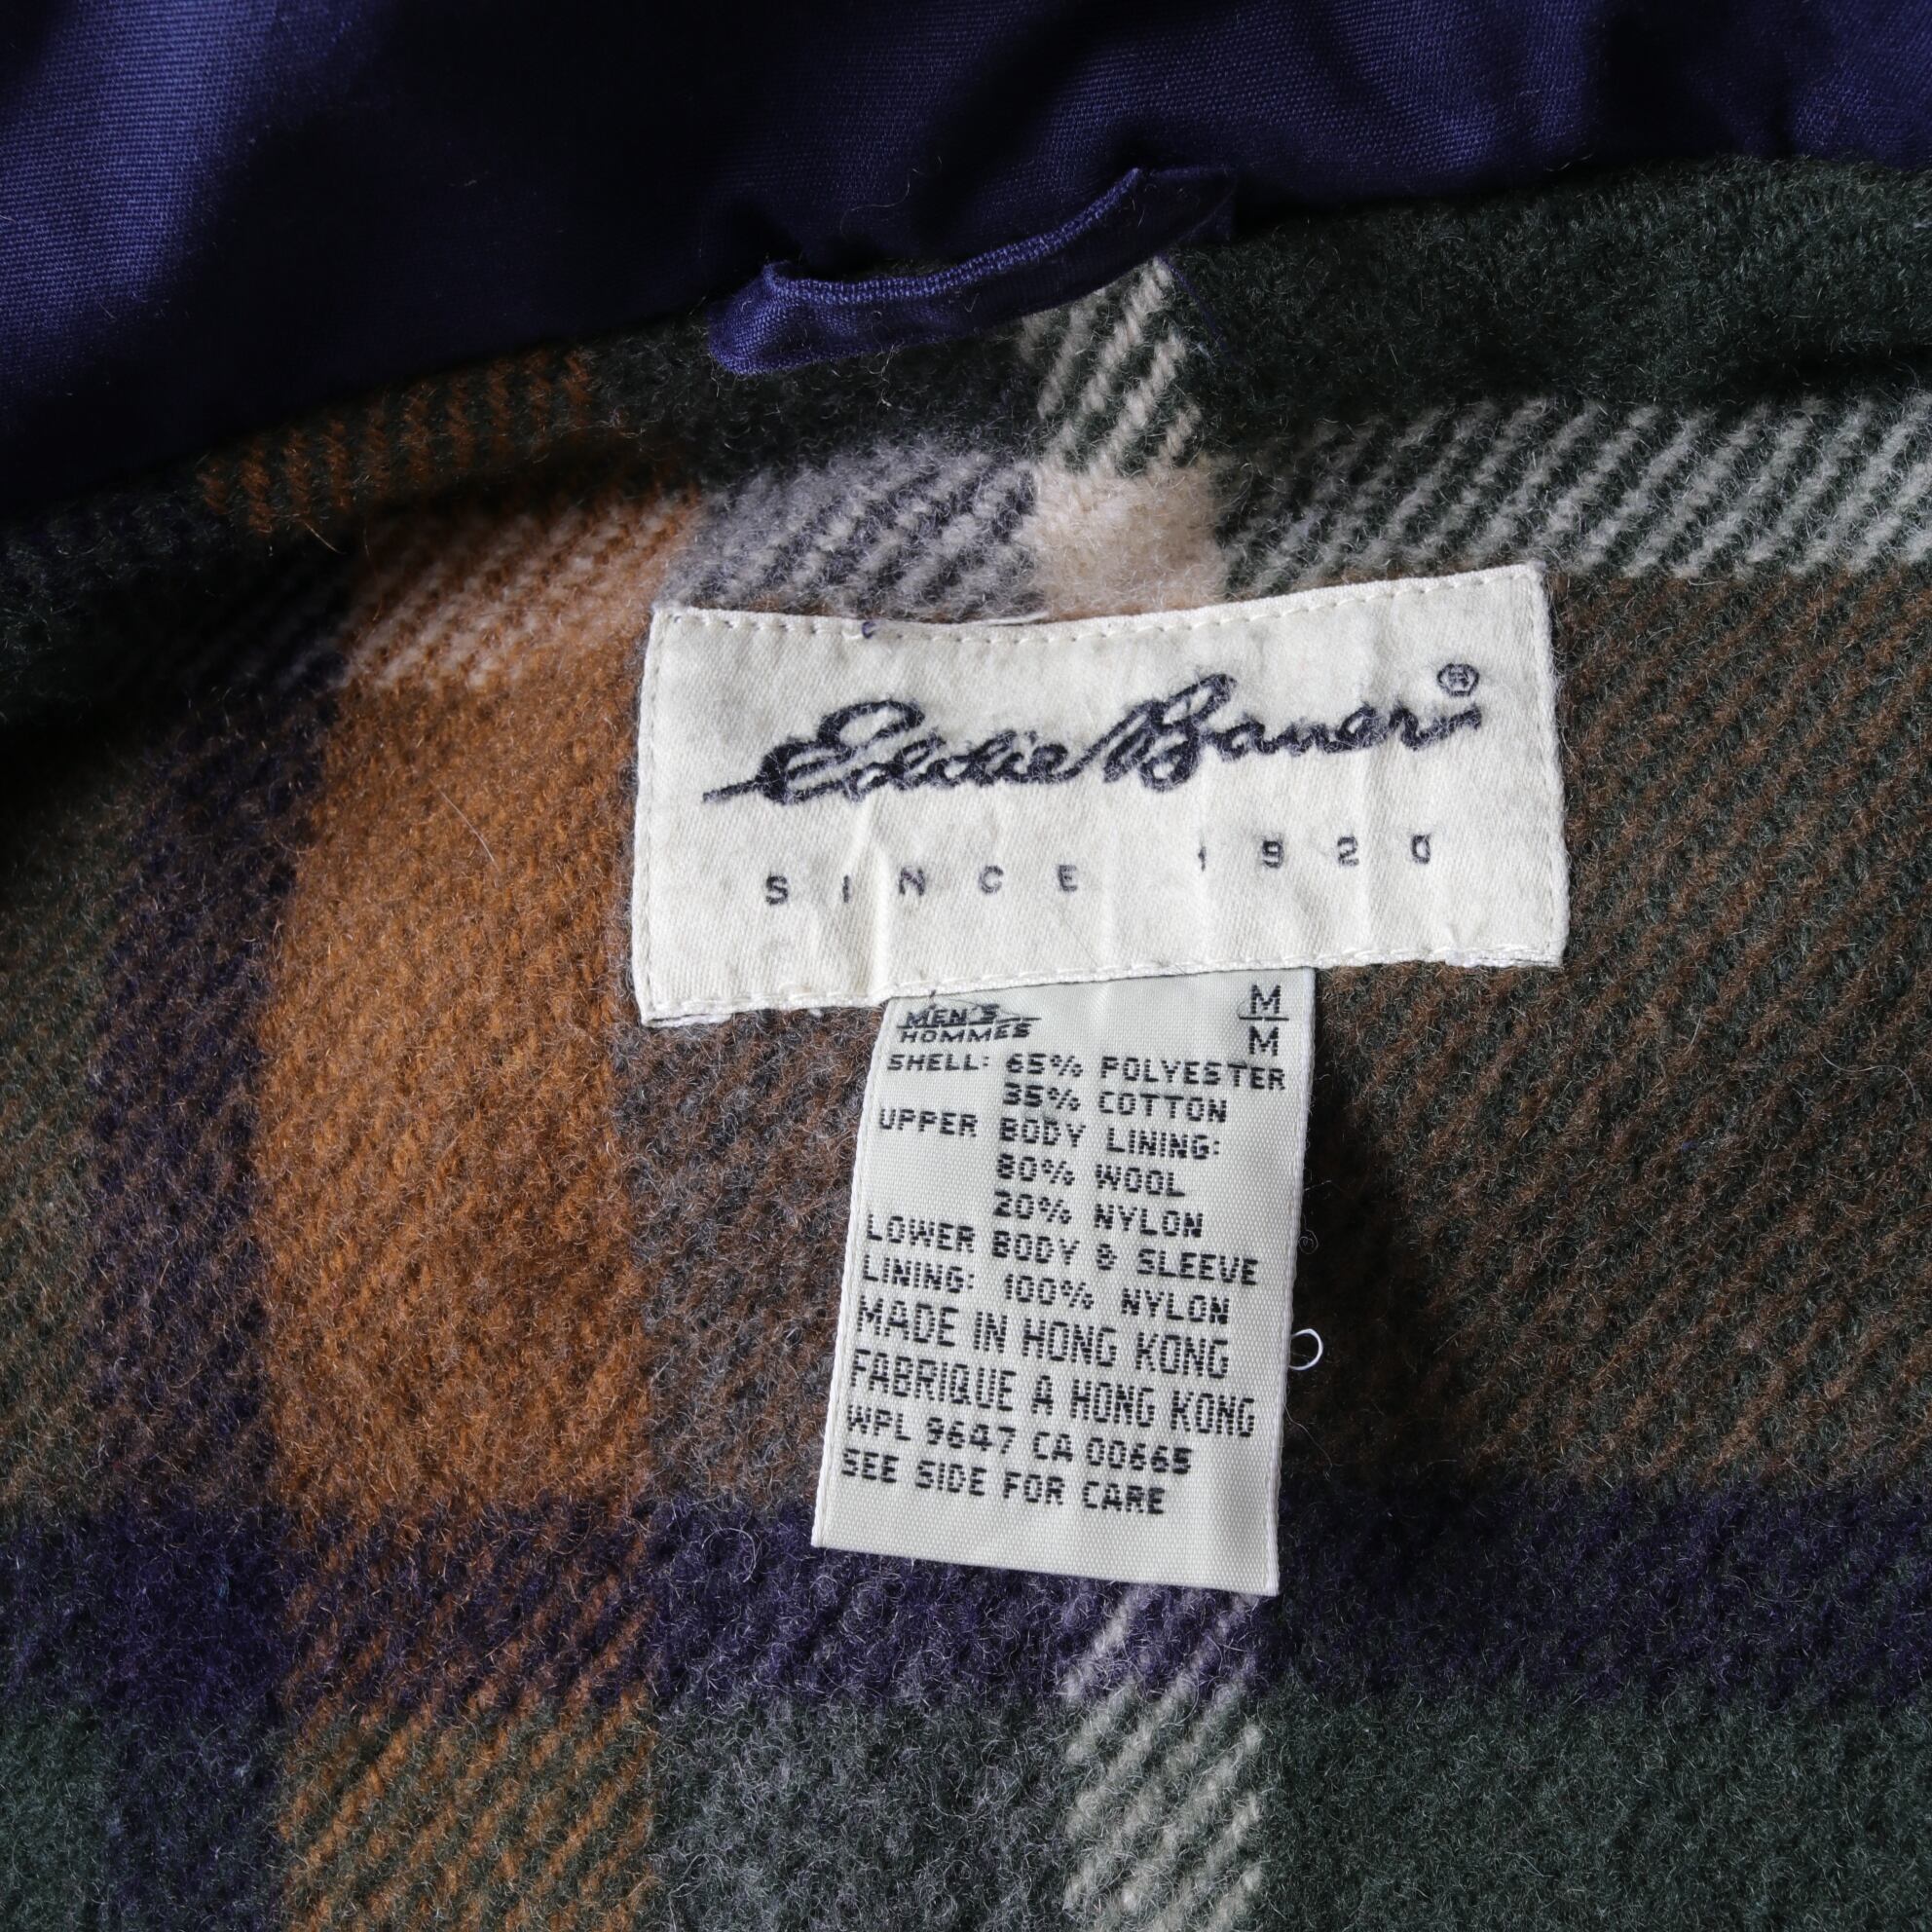 Eddie Bauer®
SINCE 1920
MEN'S M
HOMMES M
SHELL: 65% POLYESTER
35% COTTON
UPPER BODY LINING:
80% WOOL
20% NYLON
LOWER BODY & SLEEVE
LINING: 100% NYLON
MADE IN HONG KONG
FABRIQUE A HONG KONG
WPL 9647 CA 00665
SEE SIDE FOR CARE